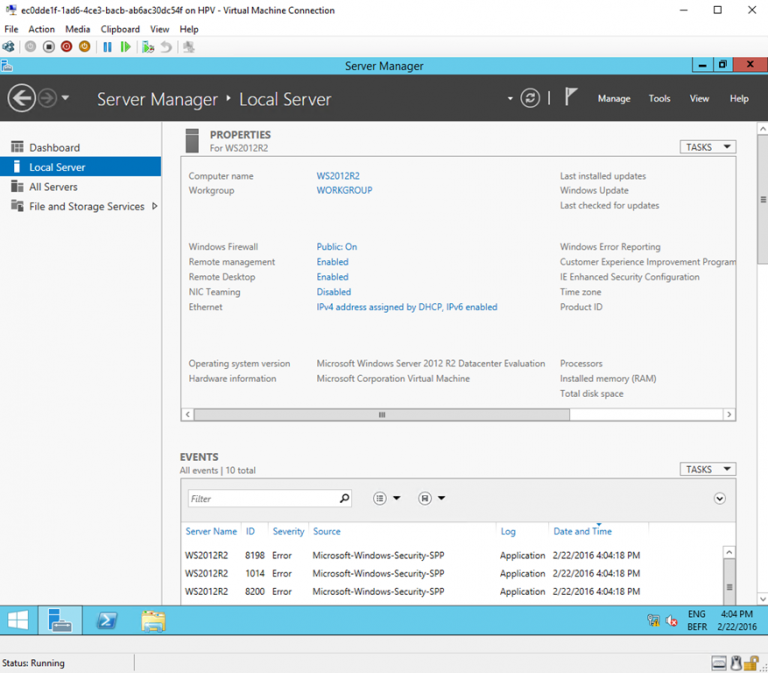 ec0dde1f-1ad6-4ce3-bacb-ab6ac30dc54f on HPV - Virtual Machine Connection
File Action Media Clipboard View Help
Server Manager
Server Manager Local Server
Manage Tools View Help
Dashboard
Local Server
All Servers
File and Storage Services
PROPERTIES
For WS2012R2
TASKS
Computer name WS2012R2 Last installed updates
Workgroup WORKGROUP Windows Update
Last checked for updates
Windows Firewall Public: On Windows Error Reporting
Remote management Enabled Customer Experience Improvement Program
Remote Desktop Enabled IE Enhanced Security Configuration
NIC Teaming Disabled Time zone
Ethernet IPv4 address assigned by DHCP, IPv6 enabled Product ID
Operating system version Microsoft Windows Server 2012 R2 Datacenter Evaluation Processors
Hardware information Microsoft Corporation Virtual Machine Installed memory (RAM)
Total disk space
EVENTS
All events | 10 total
TASKS
Filter
Server Name ID Severity Source Log Date and Time
WS2012R2 8198 Error Microsoft-Windows-Security-SPP Application 2/22/2016 4:04:18 PM
WS2012R2 1014 Error Microsoft-Windows-Security-SPP Application 2/22/2016 4:04:18 PM
WS2012R2 8200 Error Microsoft-Windows-Security-SPP Application 2/22/2016 4:04:18 PM
ENG 4:04 PM
BEFR 2/22/2016
Status: Running